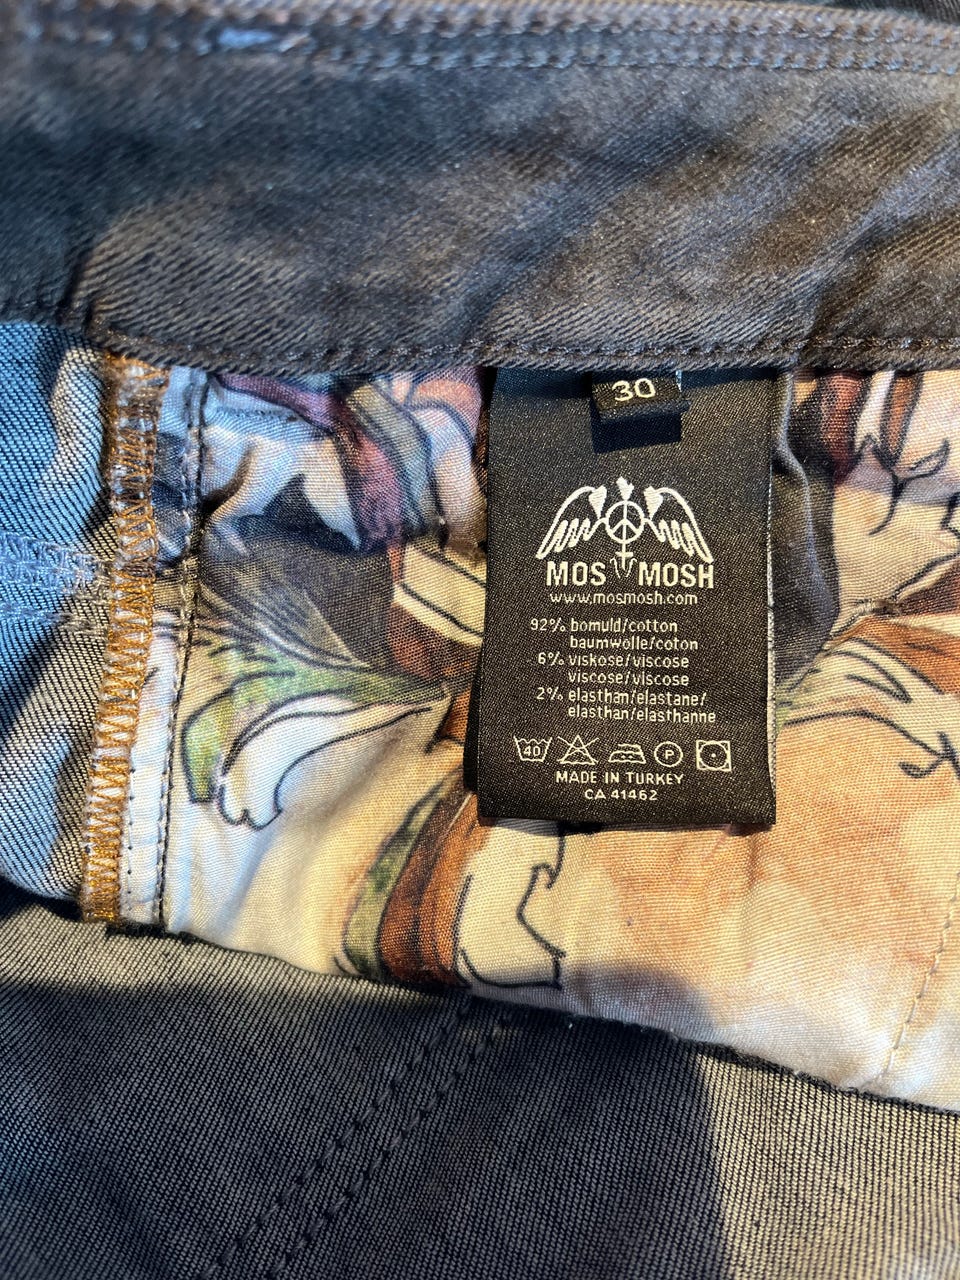 30
MOS MOSH
www.mosmosh.com
92% bomuld/cotton
baumwolle/coton
6% viskose/viscose
viscose/viscose
2% elasthan/elastane/
elasthan/elasthanne
40 P
MADE IN TURKEY
CA 41462